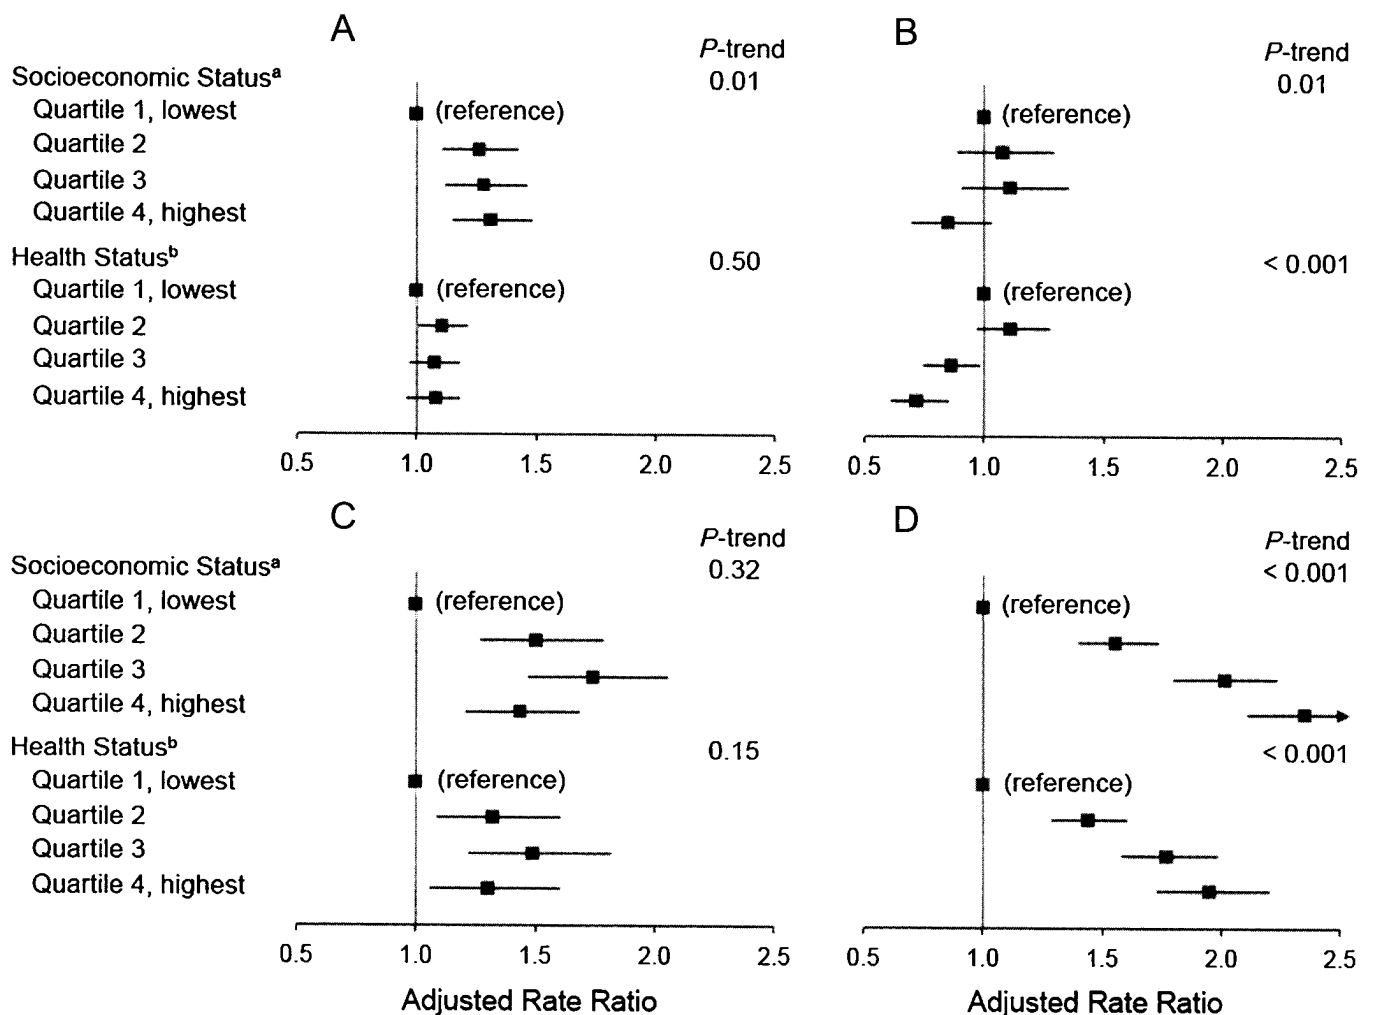 A
P-trend
Socioeconomic Statusᵃ
0.01
Quartile 1, lowest
(reference)
Quartile 2
Quartile 3
Quartile 4, highest
Health Statusᵇ
0.50
Quartile 1, lowest
(reference)
Quartile 2
Quartile 3
Quartile 4, highest
0.5 1.0 1.5 2.0 2.5
B
P-trend
0.01
(reference)
< 0.001
(reference)
0.5 1.0 1.5 2.0 2.5
C
P-trend
Socioeconomic Statusᵃ
0.32
Quartile 1, lowest
(reference)
Quartile 2
Quartile 3
Quartile 4, highest
Health Statusᵇ
0.15
Quartile 1, lowest
(reference)
Quartile 2
Quartile 3
Quartile 4, highest
0.5 1.0 1.5 2.0 2.5
Adjusted Rate Ratio
D
P-trend
< 0.001
(reference)
< 0.001
(reference)
0.5 1.0 1.5 2.0 2.5
Adjusted Rate Ratio